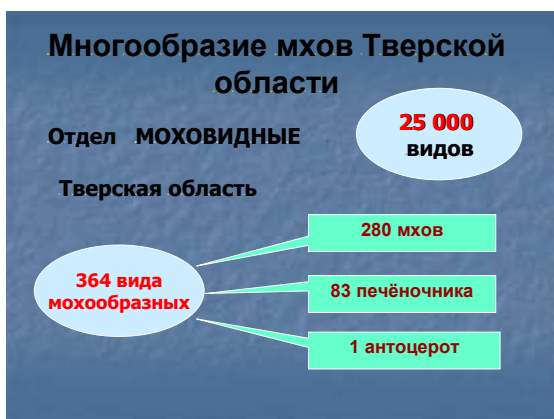 Многообразие мхов Тверской
области
Отдел МОХОВИДНЫЕ
25 000
видов
Тверская область
364 вида
мохообразных
280 мхов
83 печёночника
1 антоцерот